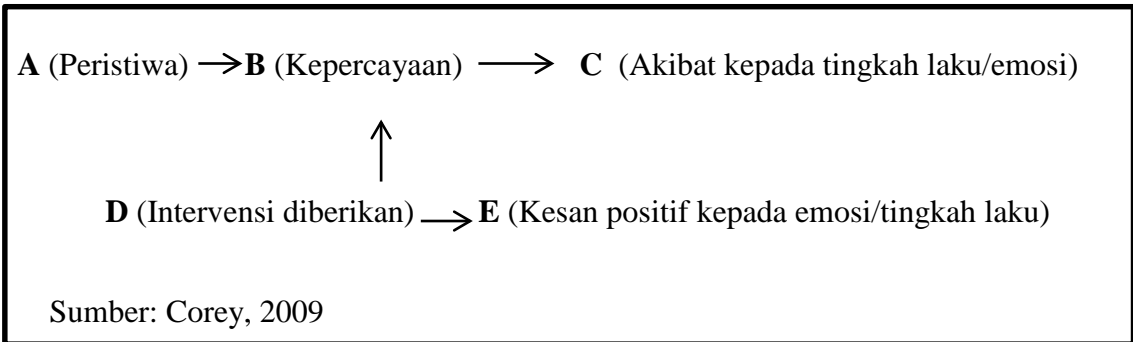 A (Peristiwa) → B (Kepercayaan) → C (Akibat kepada tingkah laku/emosi)
D (Intervensi diberikan) → E (Kesan positif kepada emosi/tingkah laku)
Sumber: Corey, 2009